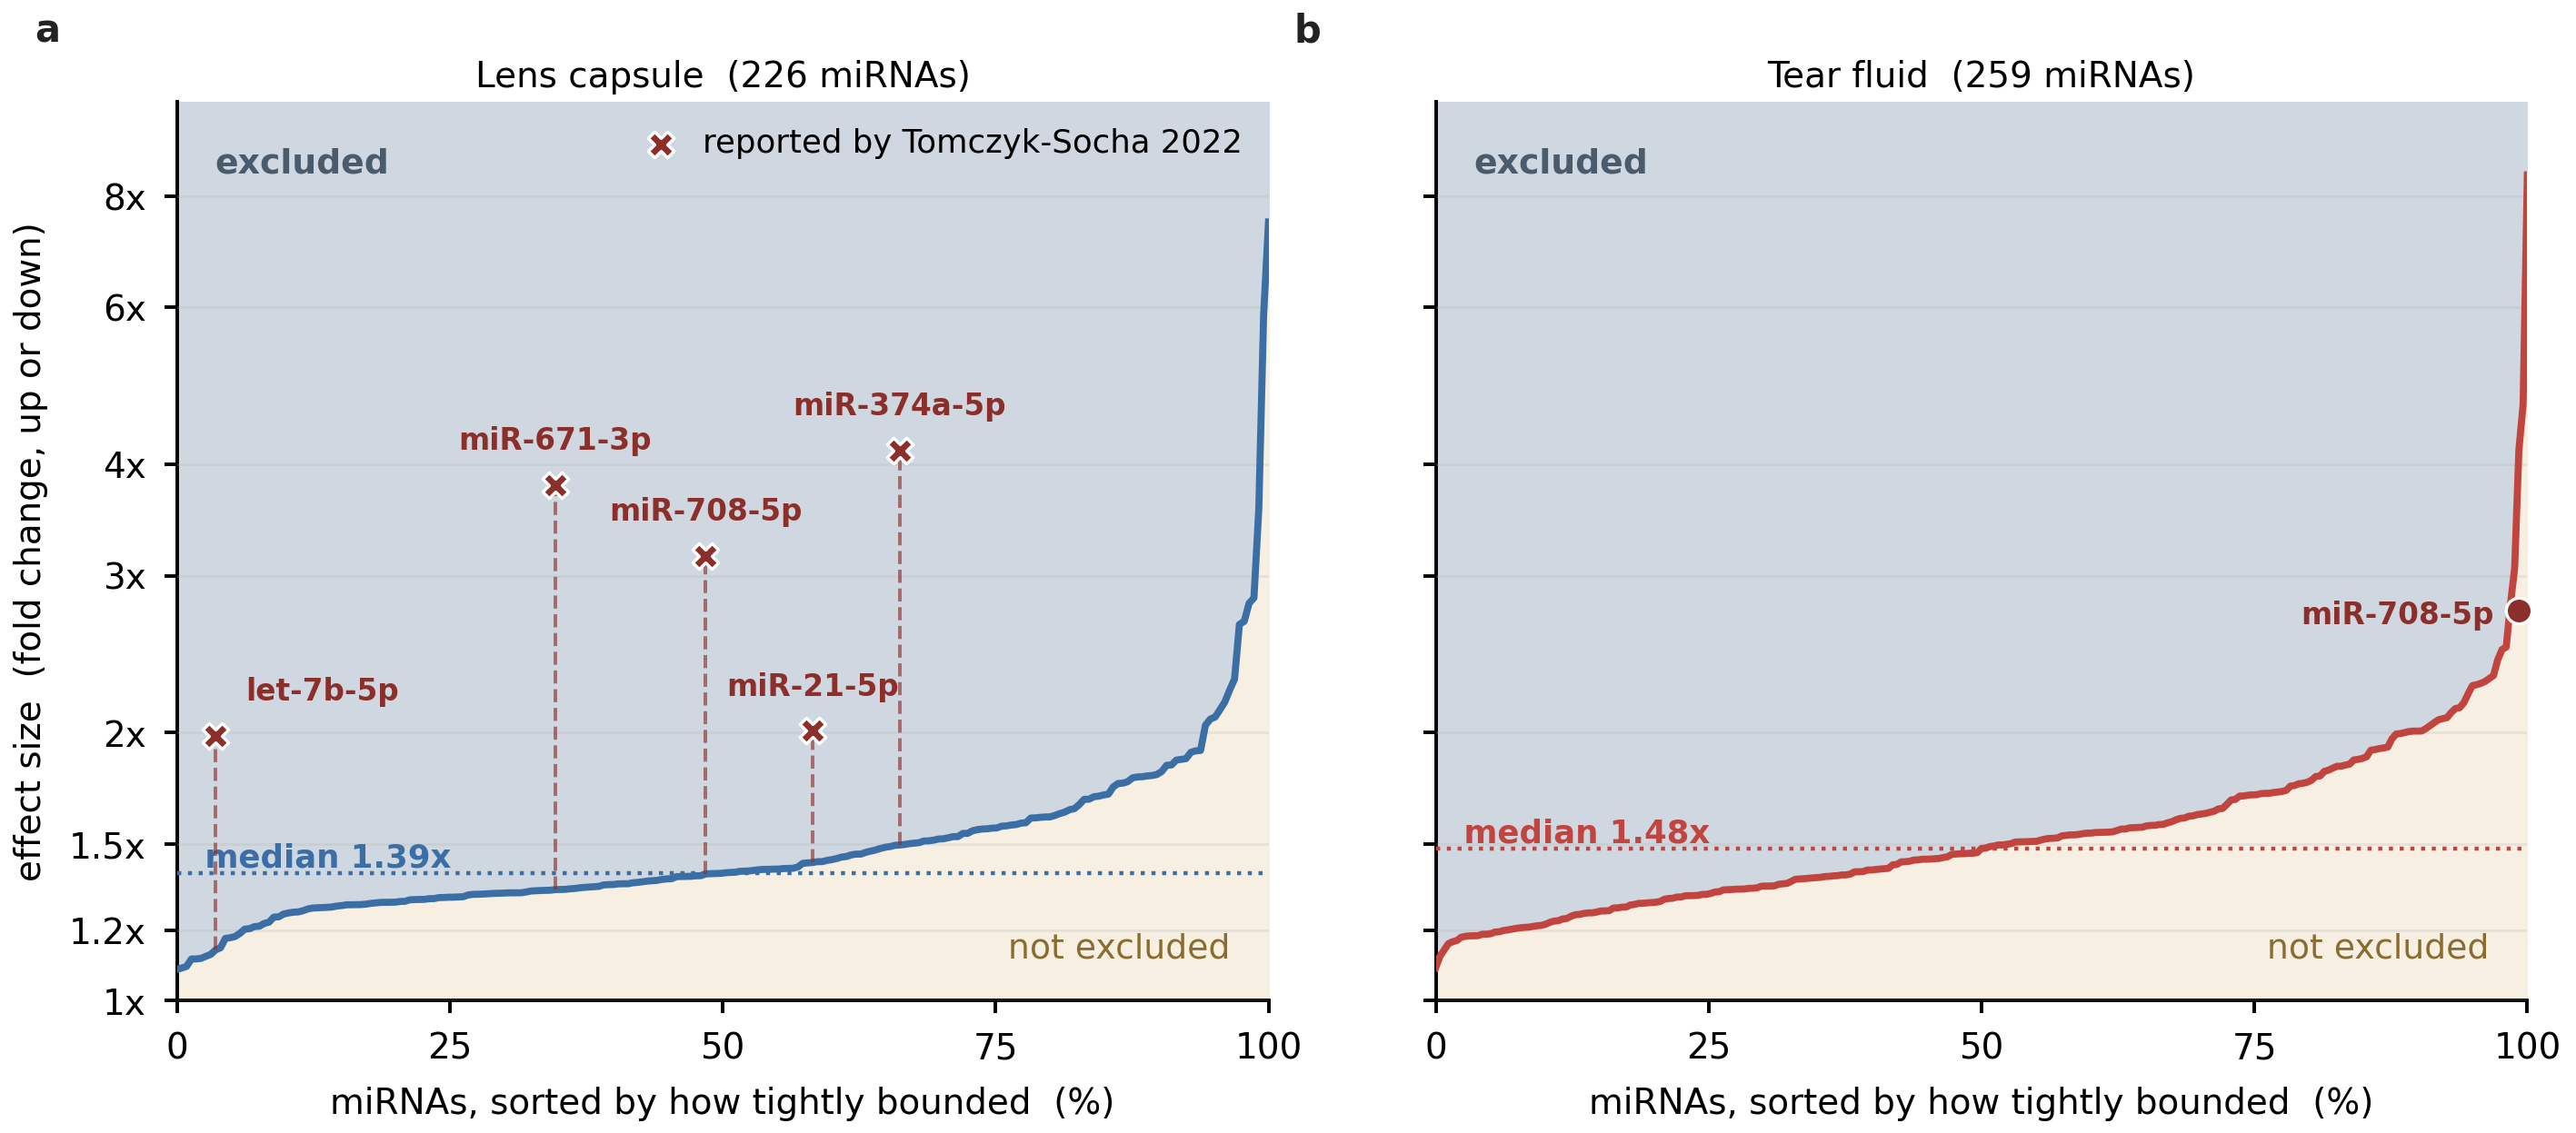 a
Lens capsule (226 miRNAs)
excluded
reported by Tomczyk-Socha 2022
effect size (fold change, up or down)
8x
6x
4x
3x
2x
1.5x
1.2x
1x
miR-374a-5p
miR-671-3p
miR-708-5p
miR-21-5p
let-7b-5p
median 1.39x
not excluded
0 25 50 75 100
miRNAs, sorted by how tightly bounded (%)
b
Tear fluid (259 miRNAs)
excluded
miR-708-5p
median 1.48x
not excluded
0 25 50 75 100
miRNAs, sorted by how tightly bounded (%)